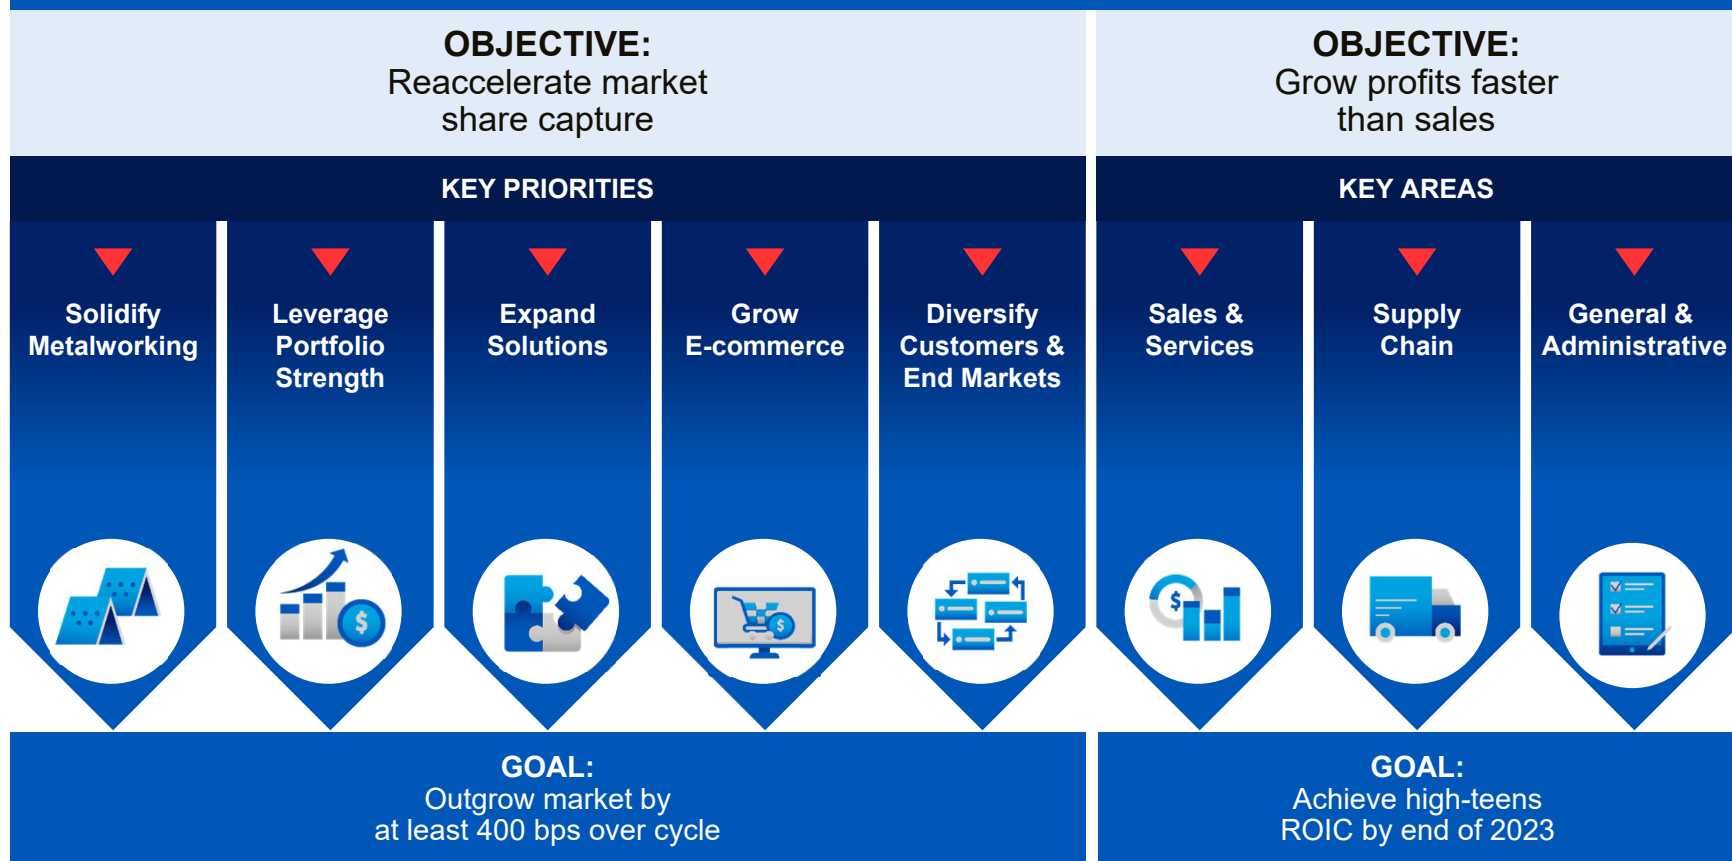 OBJECTIVE:
Reaccelerate market
share capture
KEY PRIORITIES
Solidify
Metalworking
Leverage
Portfolio
Strength
Expand
Solutions
Grow
E-commerce
Diversify
Customers &
End Markets
GOAL:
Outgrow market by
at least 400 bps over cycle
OBJECTIVE:
Grow profits faster
than sales
KEY AREAS
Sales &
Services
Supply
Chain
General &
Administrative
GOAL:
Achieve high-teens
ROIC by end of 2023